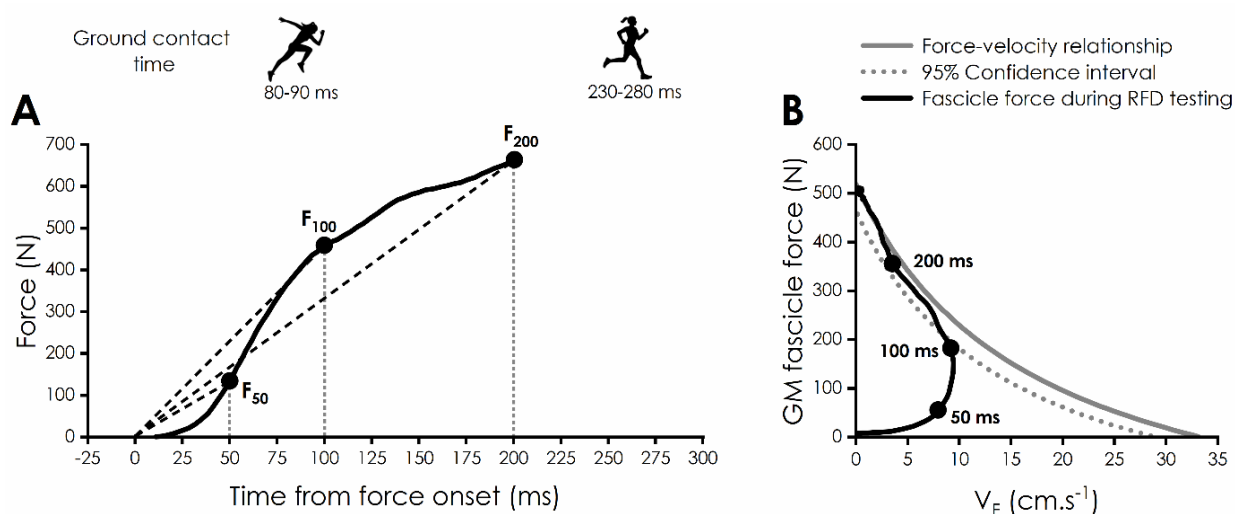 Ground contact
time
80-90 ms
230-280 ms
Force-velocity relationship
95% Confidence interval
Fascicle force during RFD testing
A
700
600
500
400
300
200
100
0
Force (N)
F50
F100
F200
-25
0
25
50
75
100
125
150
175
200
225
250
275
300
Time from force onset (ms)
B
600
500
400
300
200
100
0
GM fascicle force (N)
200 ms
100 ms
50 ms
0
5
10
15
20
25
30
35
VF (cm.s-1)